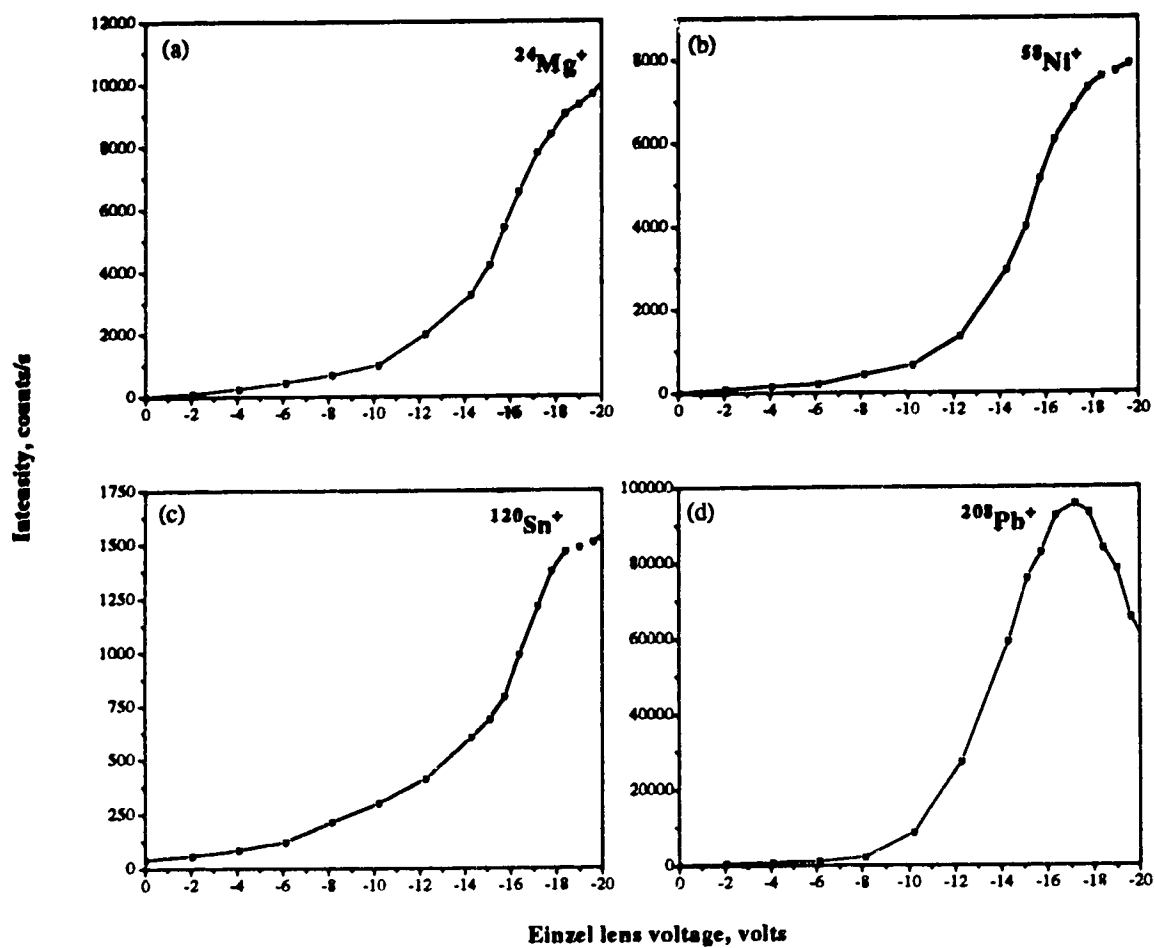 (a) ²⁴Mg⁺
12000
10000
8000
6000
4000
2000
0
0 -2 -4 -6 -8 -10 -12 -14 -16 -18 -20
(b) ⁵⁸Ni⁺
8000
6000
4000
2000
0
0 -2 -4 -6 -8 -10 -12 -14 -16 -18 -20
Intensity, counts/s
(c) ¹²⁰Sn⁺
1750
1500
1250
1000
750
500
250
0
0 -2 -4 -6 -8 -10 -12 -14 -16 -18 -20
(d) ²⁰⁸Pb⁺
100000
80000
60000
40000
20000
0
0 -2 -4 -6 -8 -10 -12 -14 -16 -18 -20
Einzel lens voltage, volts